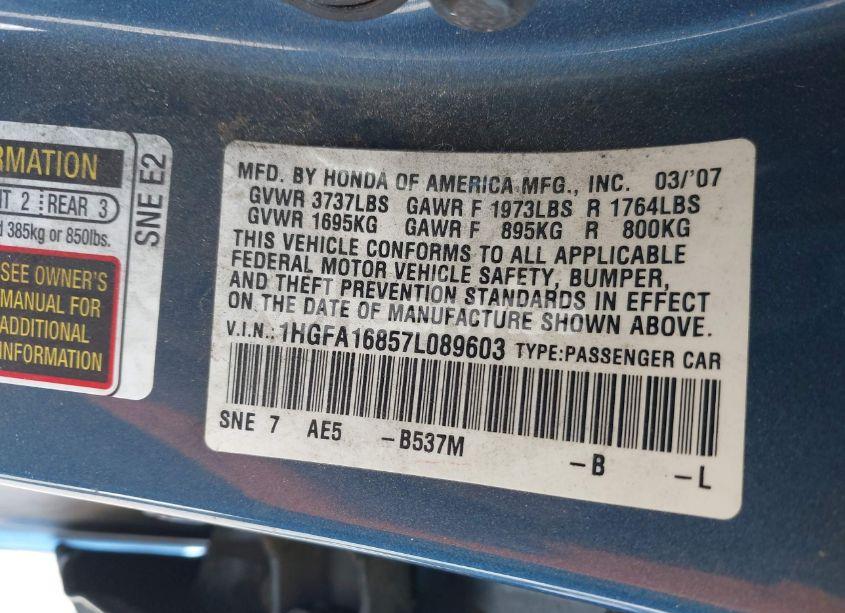 RMATION
NT 2 REAR 3
d 385kg or 850lbs.
SEE OWNER'S
MANUAL FOR
ADDITIONAL
INFORMATION
SNE E2
MFD. BY HONDA OF AMERICA MFG., INC. 03/'07
GVWR 3737LBS GAWR F 1973LBS R 1764LBS
GVWR 1695KG GAWR F 895KG R 800KG
THIS VEHICLE CONFORMS TO ALL APPLICABLE
FEDERAL MOTOR VEHICLE SAFETY, BUMPER,
AND THEFT PREVENTION STANDARDS IN EFFECT
ON THE DATE OF MANUFACTURE SHOWN ABOVE.
V.I.N.: 1HGFA16857L089603 TYPE:PASSENGER CAR
SNE 7 AE5 -B537M -B -L